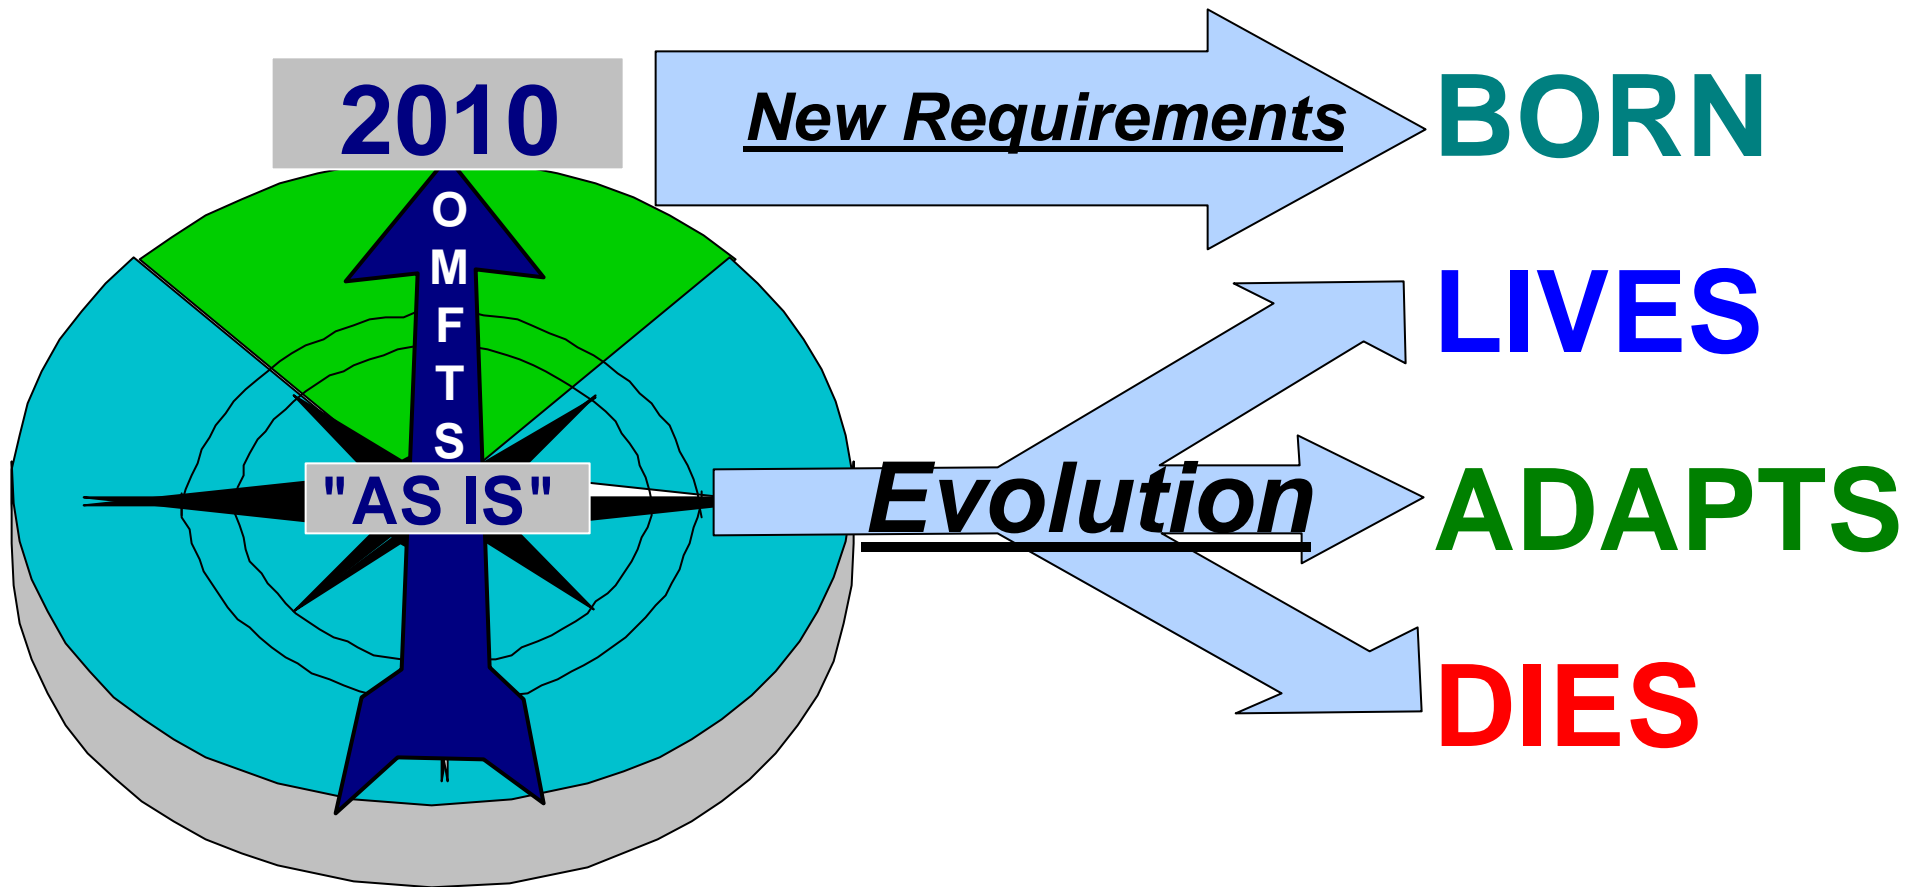 2010
New Requirements
BORN
O
M
F
T
S
LIVES
"AS IS"
Evolution
ADAPTS
DIES